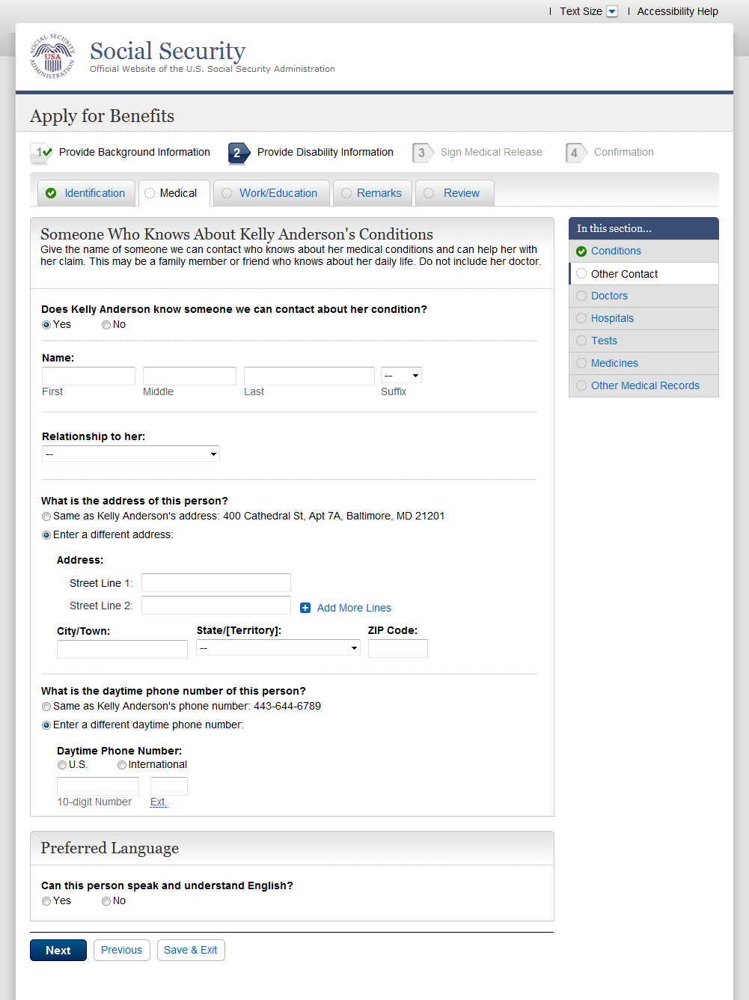 Text Size
Accessibility Help
SOCIAL SECURITY ADMINISTRATION
USA
Social Security
Official Website of the U.S. Social Security Administration
Apply for Benefits
1 Provide Background Information
2 Provide Disability Information
3 Sign Medical Release
4 Confirmation
Identification
Medical
Work/Education
Remarks
Review
Someone Who Knows About Kelly Anderson's Conditions
Give the name of someone we can contact who knows about her medical conditions and can help her with
her claim. This may be a family member or friend who knows about her daily life. Do not include her doctor.
Does Kelly Anderson know someone we can contact about her condition?
Yes No
Name:
--
First Middle Last Suffix
Relationship to her:
--
What is the address of this person?
Same as Kelly Anderson's address: 400 Cathedral St, Apt 7A, Baltimore, MD 21201
Enter a different address:
Address:
Street Line 1:
Street Line 2:
Add More Lines
City/Town: State/[Territory]: ZIP Code:
--
What is the daytime phone number of this person?
Same as Kelly Anderson's phone number: 443-644-6789
Enter a different daytime phone number:
Daytime Phone Number:
U.S. International
10-digit Number Ext.
Preferred Language
Can this person speak and understand English?
Yes No
Next
Previous
Save & Exit
In this section...
Conditions
Other Contact
Doctors
Hospitals
Tests
Medicines
Other Medical Records